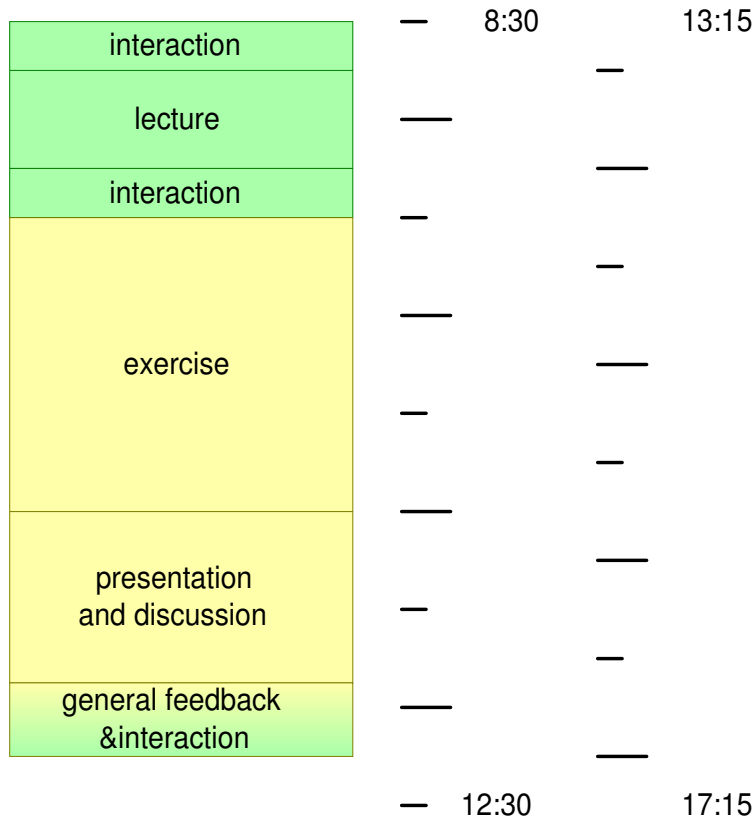 8:30 13:15
interaction
lecture
interaction
exercise
presentation
and discussion
general feedback
&interaction
12:30 17:15